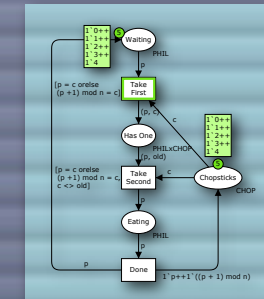 1`0++
1`1++
1`2++
1`3++
1`4
5
Waiting
PHIL
p
[p = c orelse
(p +1) mod n = c]
Take
First
(p, c)
c
1`0++
1`1++
1`2++
1`3++
1`4
Has One
PHILxCHOP
(p, old)
[p = c orelse
(p +1) mod n = c,
c <> old]
Take
Second
c
5
Chopsticks
CHOP
p
Eating
PHIL
p
p
Done
1`p++1`((p + 1) mod n)